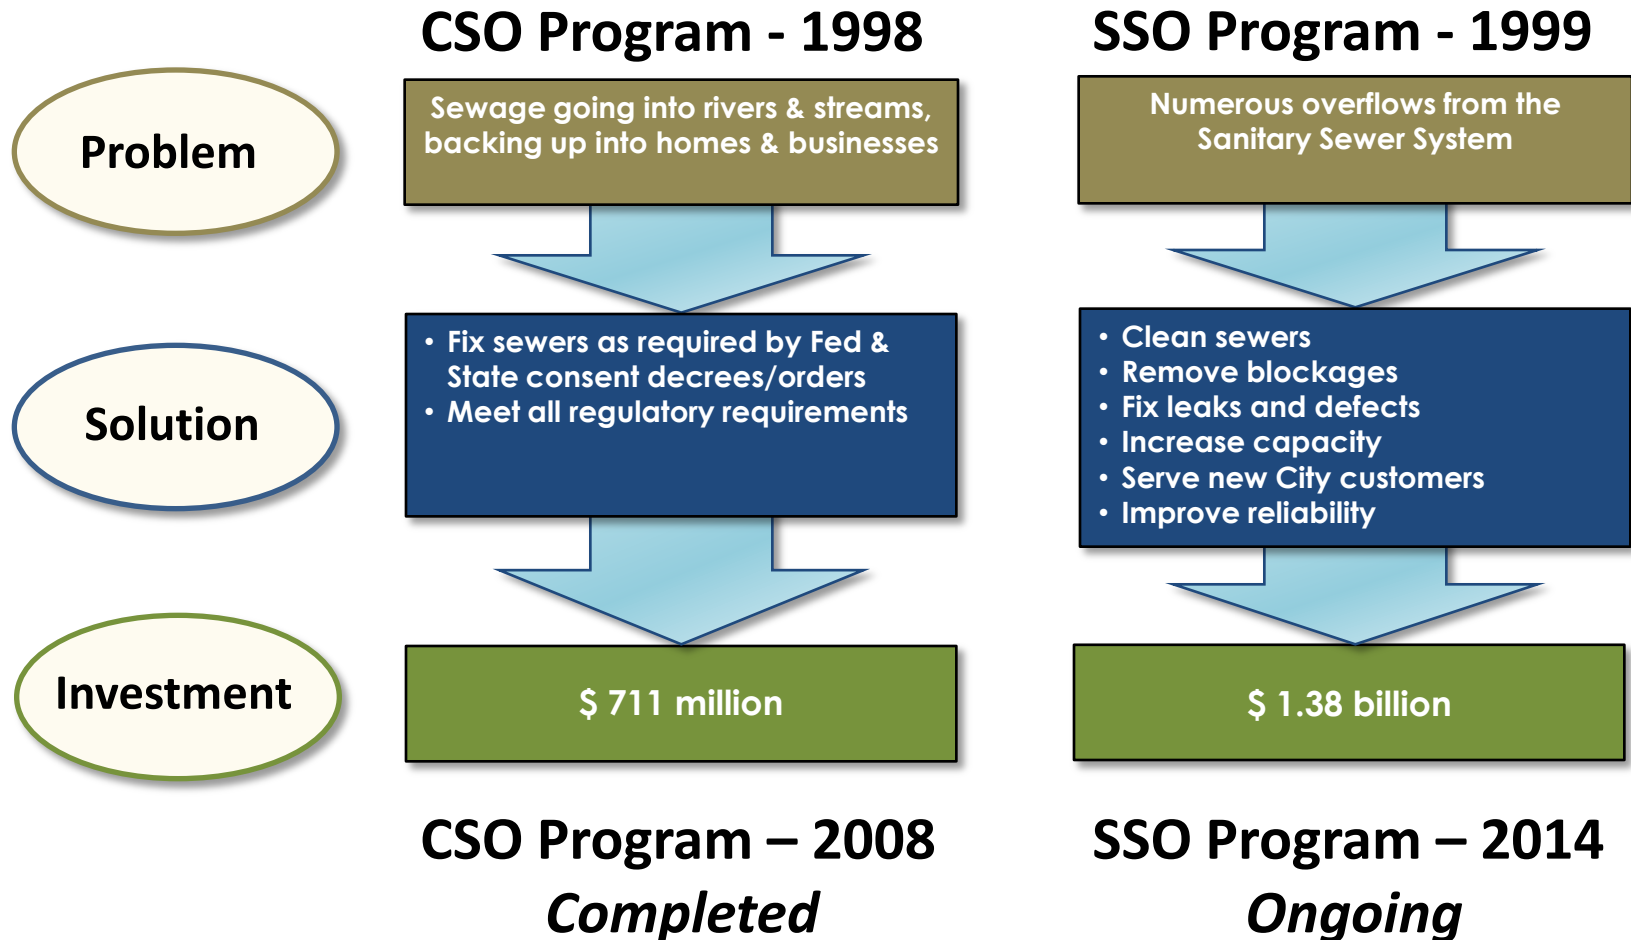 CSO Program - 1998
SSO Program - 1999
Problem
Sewage going into rivers & streams,
backing up into homes & businesses
Numerous overflows from the
Sanitary Sewer System
Solution
• Fix sewers as required by Fed &
State consent decrees/orders
• Meet all regulatory requirements
• Clean sewers
• Remove blockages
• Fix leaks and defects
• Increase capacity
• Serve new City customers
• Improve reliability
Investment
$ 711 million
$ 1.38 billion
CSO Program – 2008
Completed
SSO Program – 2014
Ongoing